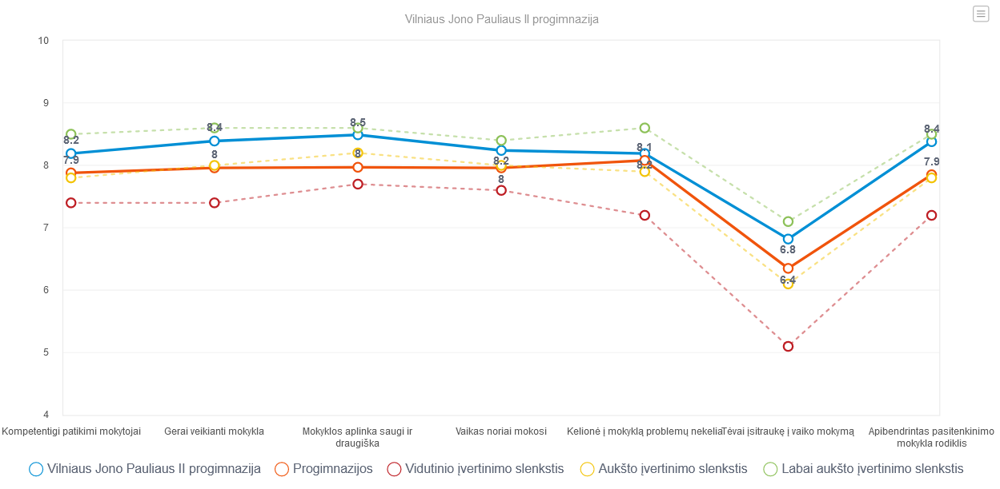 Vilniaus Jono Pauliaus II progimnazija
10
9
8
7
6
5
4
8.2
8.4
8.5
8.2
8.1
6.8
8.4
7.9
8
8
8
8.2
6.4
7.9
Kompetentigi patikimi mokytojai
Gerai veikianti mokykla
Mokyklos aplinka saugi ir
draugiška
Vaikas noriai mokosi
Kelionė į mokyklą problemų nekelia
Tėvai įsitraukę į vaiko mokymą
Apibendrintas pasitenkinimo
mokykla rodiklis
Vilniaus Jono Pauliaus II progimnazija
Progimnazijos
Vidutinio įvertinimo slenkstis
Aukšto įvertinimo slenkstis
Labai aukšto įvertinimo slenkstis